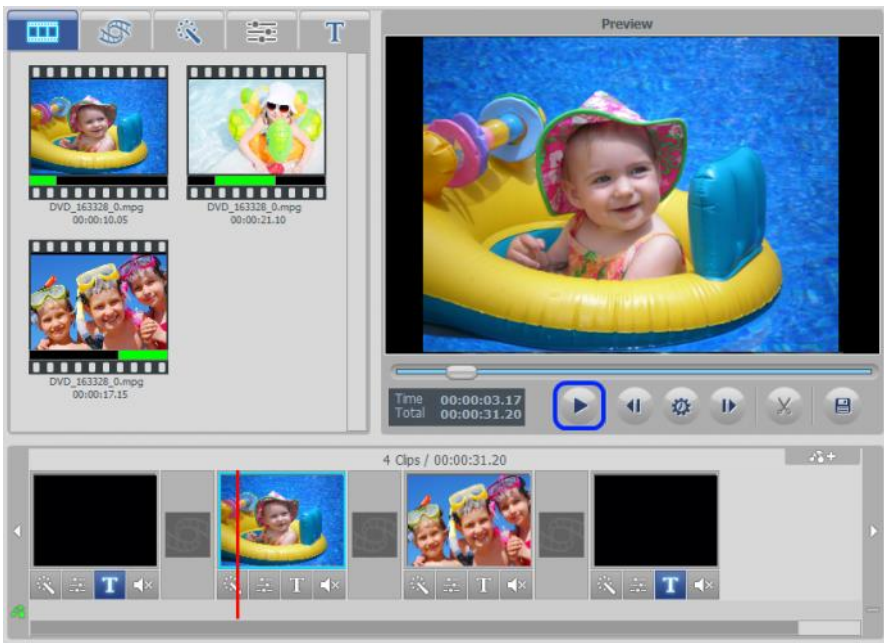 T
Preview
DVD_163328_0.mpg
00:00:10.05
DVD_163328_0.mpg
00:00:21.10
DVD_163328_0.mpg
00:00:17.15
Time 00:00:03.17
Total 00:00:31.20
4 Clips / 00:00:31.20
T T T T